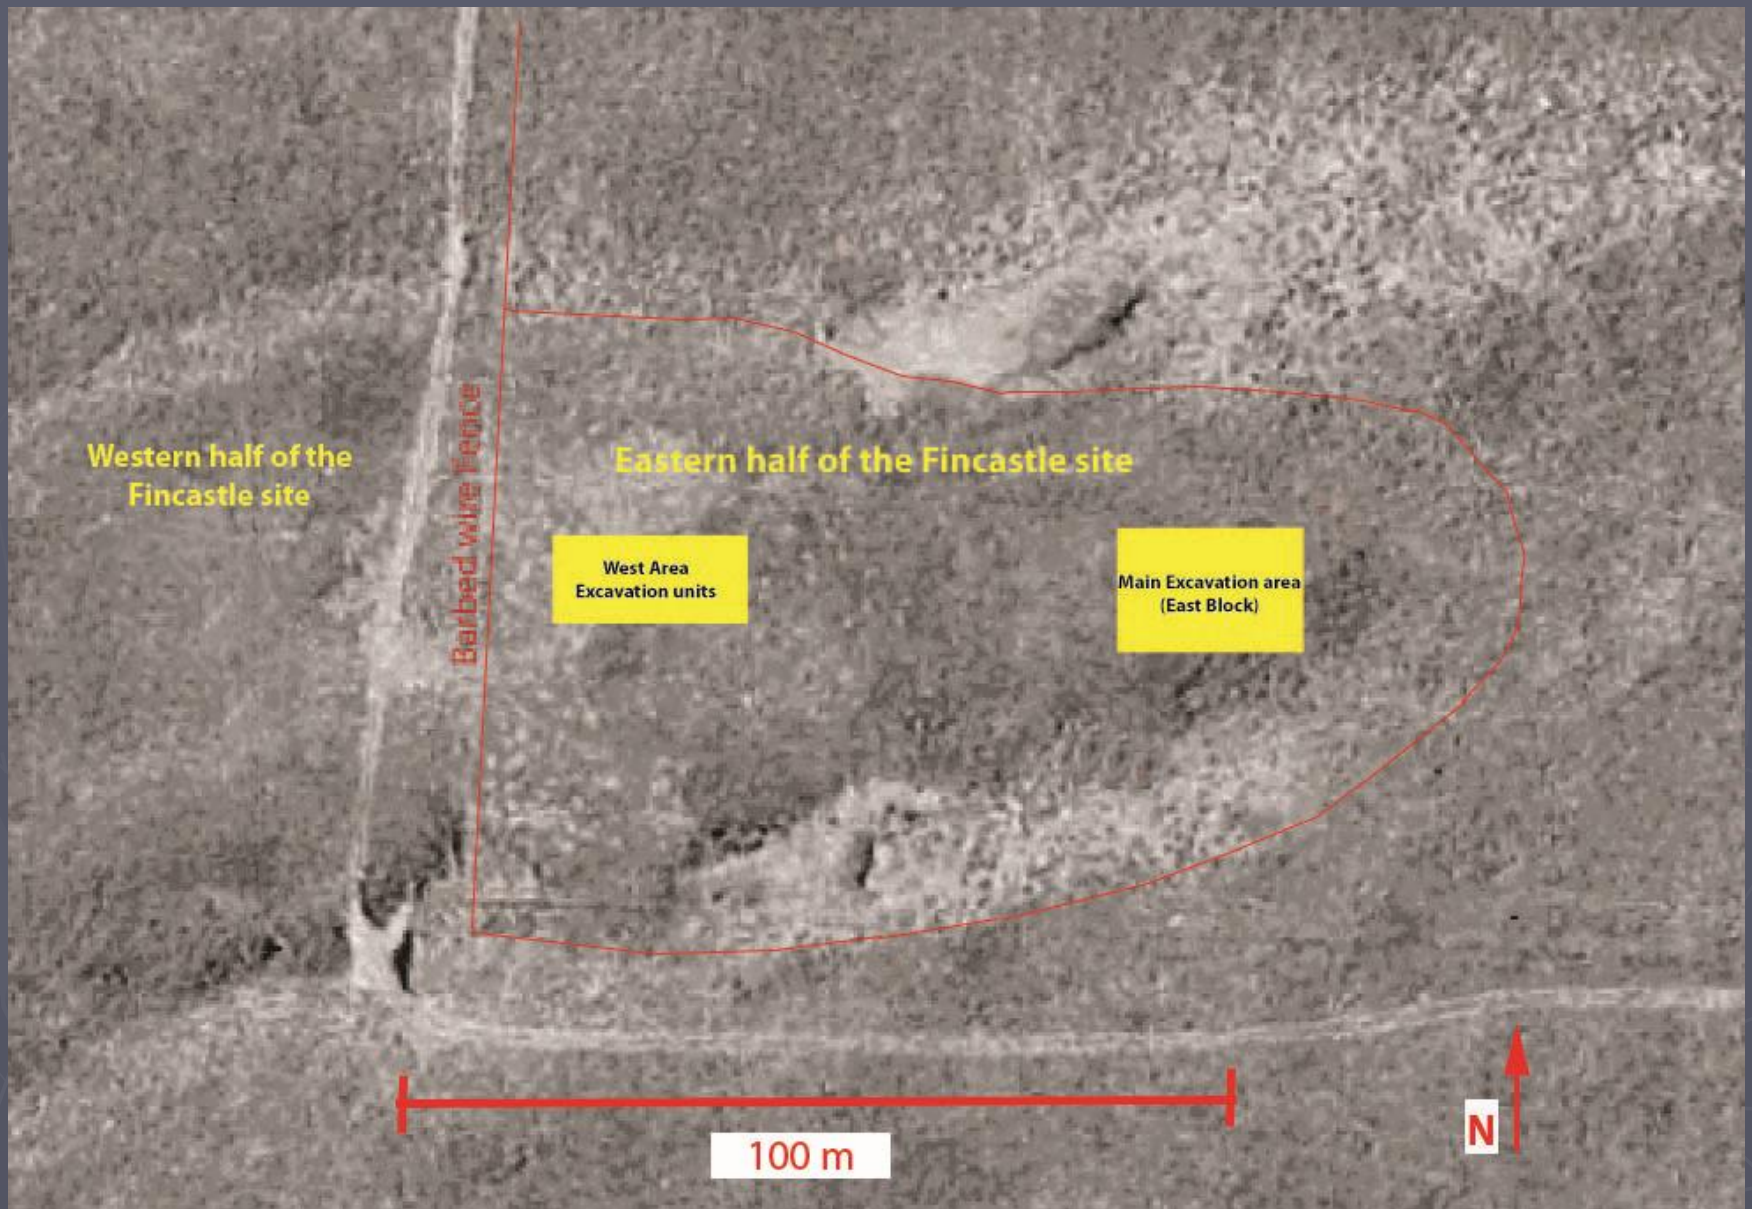 Western half of the
Fincastle site
Barbed wire Fence
Eastern half of the Fincastle site
West Area
Excavation units
Main Excavation area
(East Block)
100 m
N